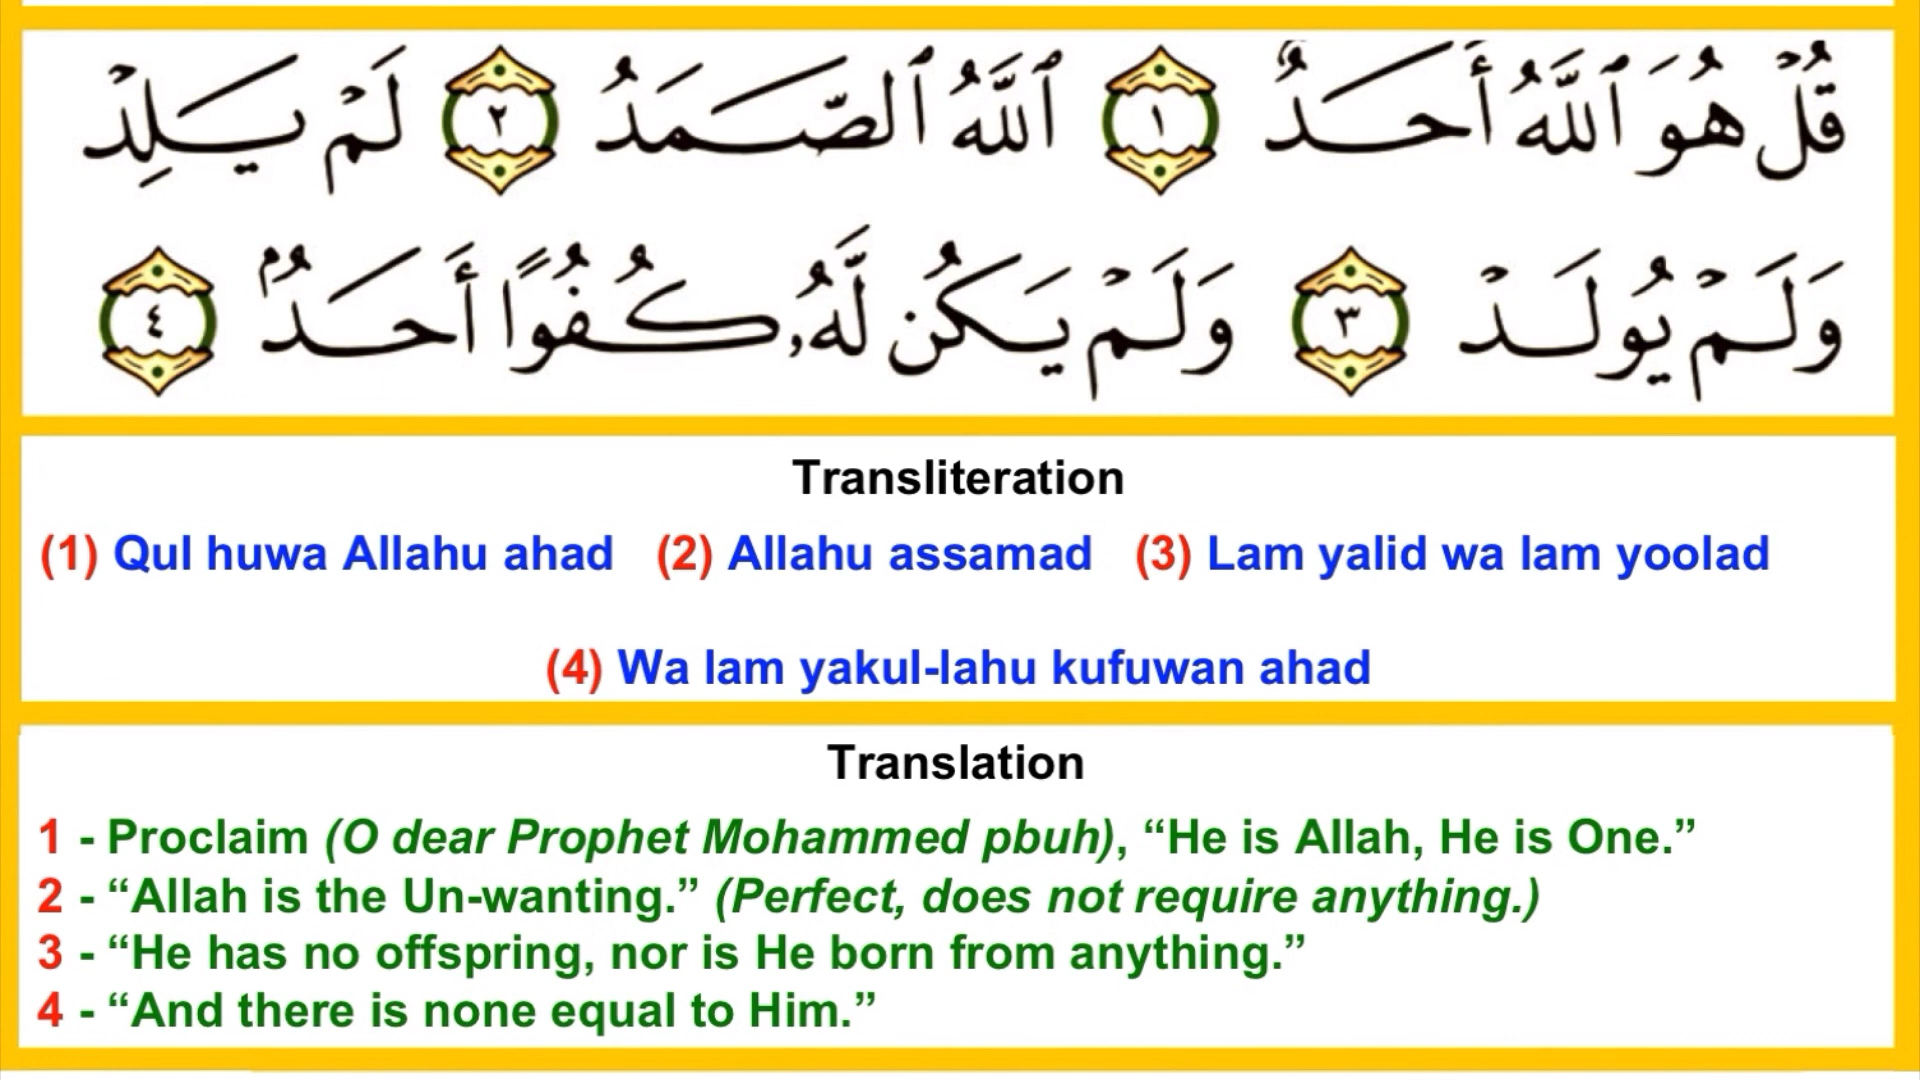 قُلْ هُوَ ٱللَّهُ أَحَدٌ ١ ٱللَّهُ ٱلصَّمَدُ ٢ لَمْ يَلِدْ
وَلَمْ يُولَدْ ٣ وَلَمْ يَكُن لَّهُۥ كُفُوًا أَحَدٌۢ ٤
Transliteration
(1) Qul huwa Allahu ahad (2) Allahu assamad (3) Lam yalid wa lam yoolad
(4) Wa lam yakul-lahu kufuwan ahad
Translation
1 - Proclaim (O dear Prophet Mohammed pbuh), “He is Allah, He is One.”
2 - “Allah is the Un-wanting.” (Perfect, does not require anything.)
3 - “He has no offspring, nor is He born from anything.”
4 - “And there is none equal to Him.”